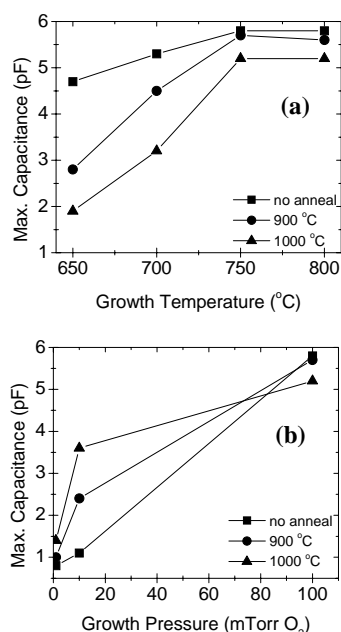 6
5
4
3
2
1
Max. Capacitance (pF)
(a)
no anneal
900 °C
1000 °C
650 700 750 800
Growth Temperature (°C)
6
5
4
3
2
1
Max. Capacitance (pF)
(b)
no anneal
900 °C
1000 °C
0 20 40 60 80 100
Growth Pressure (mTorr O₂)